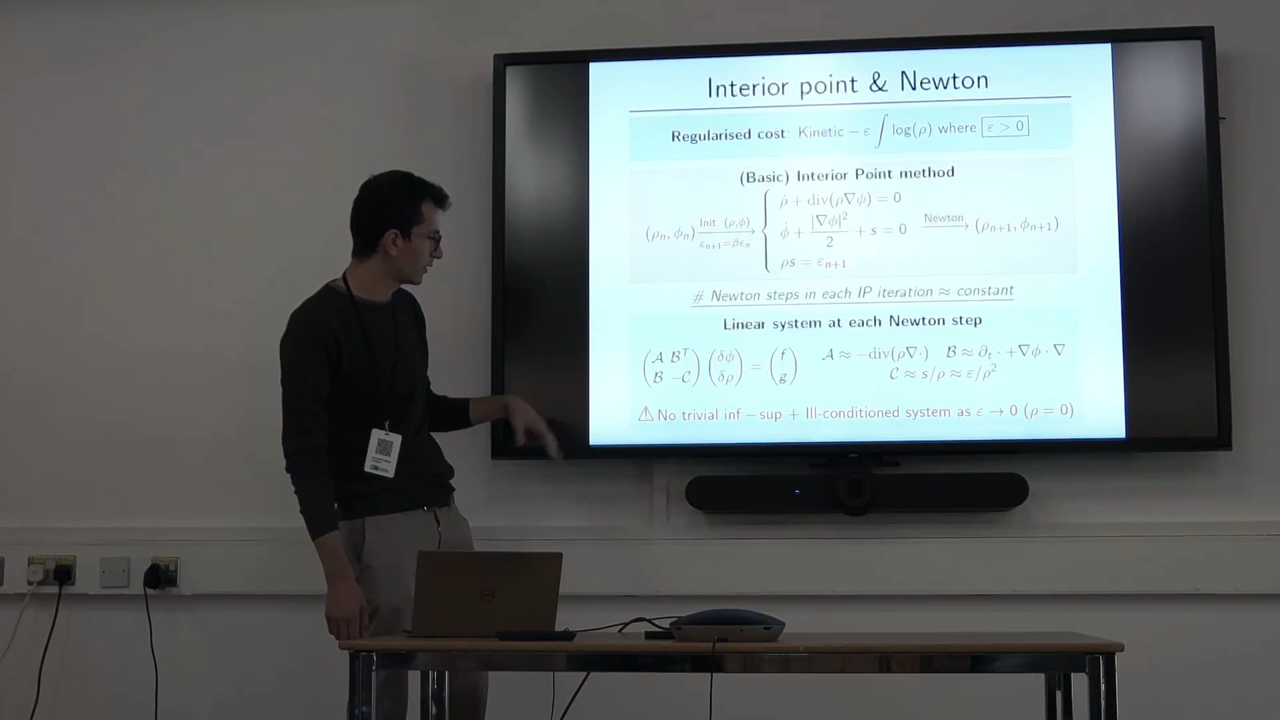 Interior point & Newton
Regularised cost: Kinetic − ε ∫ log(ρ) where ε > 0
(Basic) Interior Point method
(ρₙ, ϕₙ) Init. (ρ,ϕ) εₙ₊₁=βεₙ → { ρ̇ + div(ρ∇ϕ) = 0
ϕ̇ + |∇ϕ|²/2 + s = 0 Newton → (ρₙ₊₁, ϕₙ₊₁)
ρs = εₙ₊₁
# Newton steps in each IP iteration ≈ constant
Linear system at each Newton step
(𝒜 ℬᵀ) (δϕ) = (f) 𝒜 ≈ −div(ρ∇·) ℬ ≈ ∂ₜ · +∇ϕ · ∇
(ℬ −𝒞) (δρ) (g) 𝒞 ≈ s/ρ ≈ ε/ρ²
⚠ No trivial inf − sup + Ill-conditioned system as ε → 0 (ρ = 0)